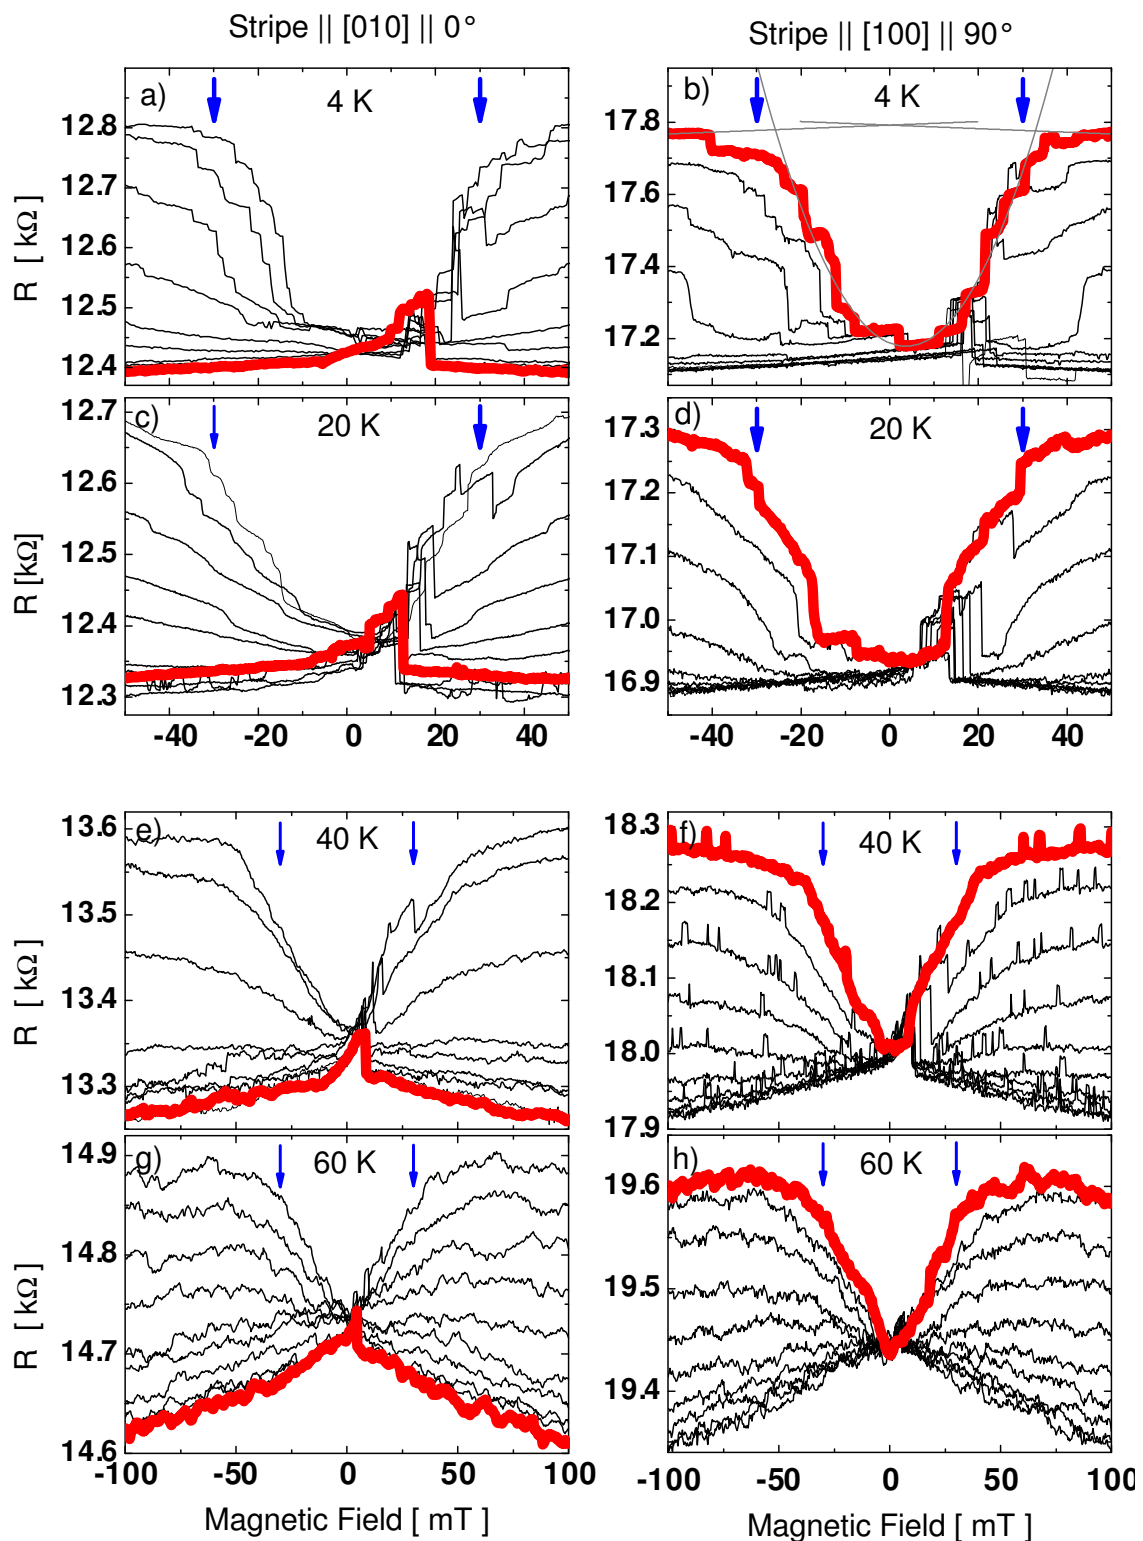 Stripe || [010] || 0°
Stripe || [100] || 90°
a)
4 K
12.8
12.7
12.6
12.5
12.4
R [ kΩ]
b)
4 K
17.8
17.6
17.4
17.2
c)
20 K
12.7
12.6
12.5
12.4
12.3
R [kΩ]
-40
-20
0
20
40
d)
20 K
17.3
17.2
17.1
17.0
16.9
-40
-20
0
20
40
e)
40 K
13.6
13.5
13.4
13.3
R [ kΩ]
f)
40 K
18.3
18.2
18.1
18.0
17.9
g)
60 K
14.9
14.8
14.7
14.6
R [ kΩ]
-100
-50
0
50
100
Magnetic Field [ mT ]
h)
60 K
19.6
19.5
19.4
-100
-50
0
50
100
Magnetic Field [ mT ]